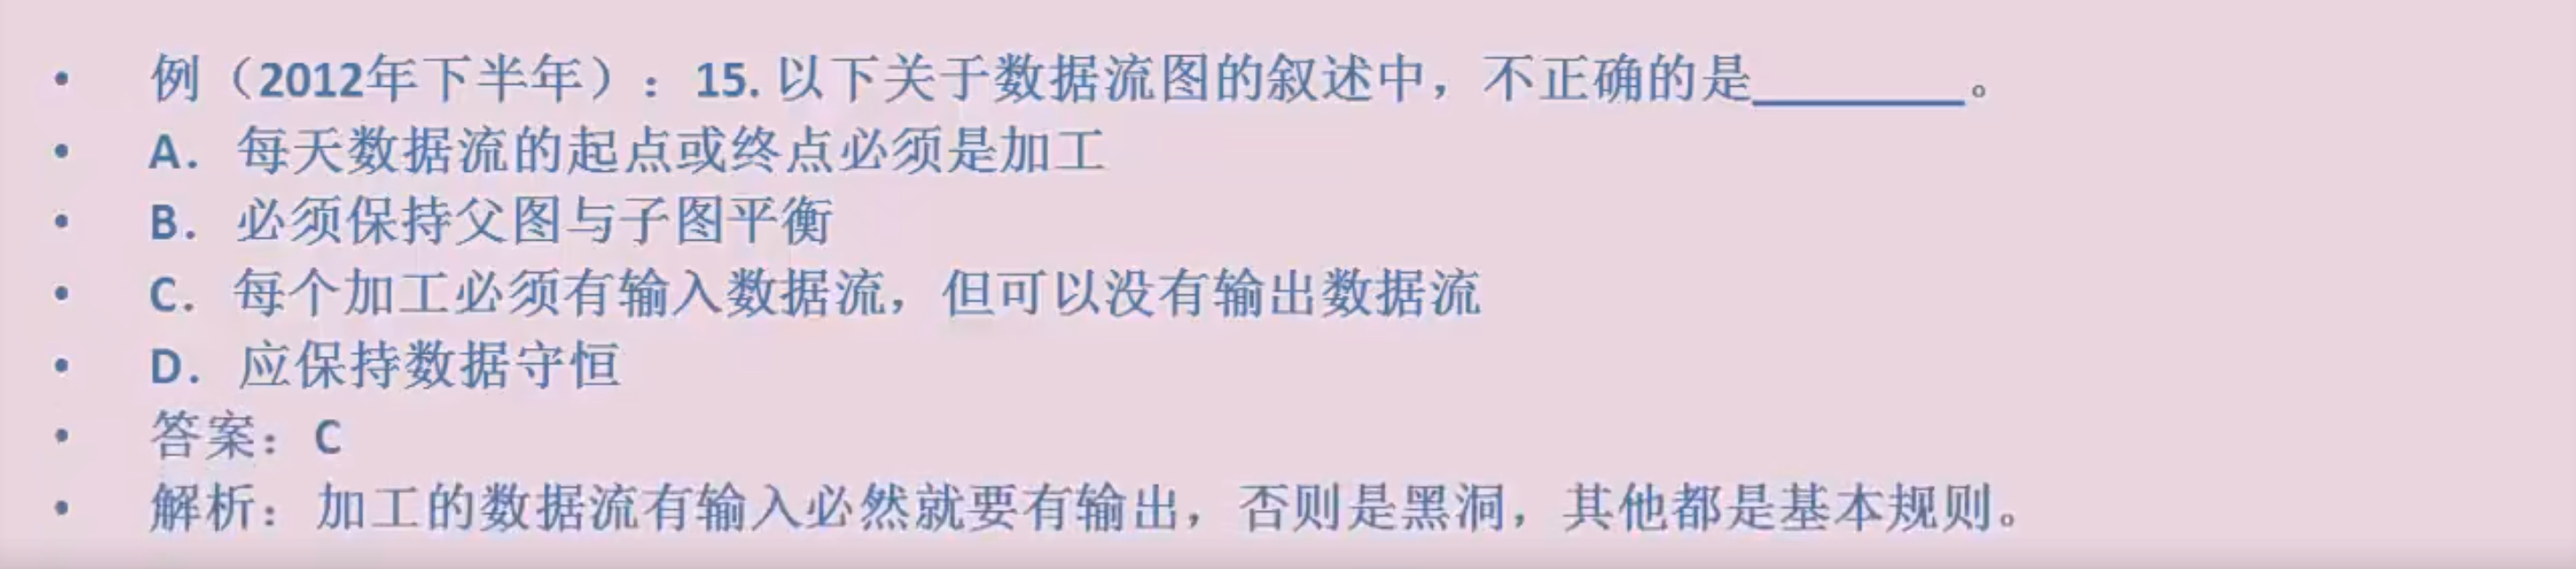 • 例（2012年下半年）：15. 以下关于数据流图的叙述中，不正确的是________。
• A．每天数据流的起点或终点必须是加工
• B．必须保持父图与子图平衡
• C．每个加工必须有输入数据流，但可以没有输出数据流
• D．应保持数据守恒
• 答案：C
• 解析：加工的数据流有输入必然就要有输出，否则是黑洞，其他都是基本规则。